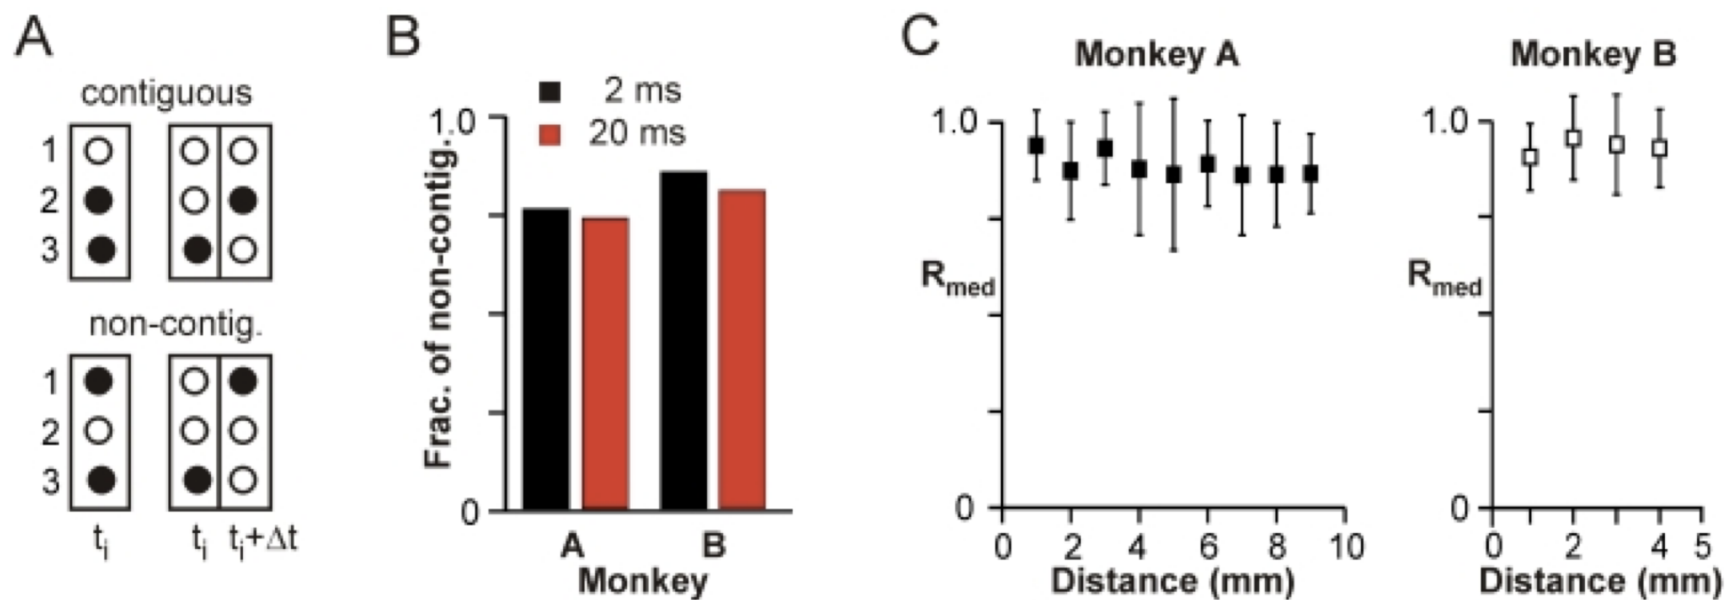 A
contiguous
1
2
3
non-contig.
1
2
3
ti ti ti+Δt
B
2 ms
20 ms
1.0
0
Frac. of non-contig.
A B
Monkey
C
Monkey A
1.0
Rmed
0
0 2 4 6 8 10
Distance (mm)
Monkey B
1.0
Rmed
0
0 2 4 5
Distance (mm)